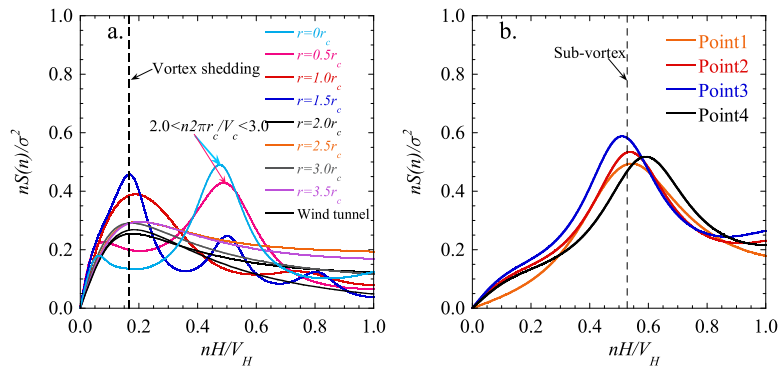 a.
Vortex shedding
2.0<n2πr_c/V_c<3.0
r=0r_c
r=0.5r_c
r=1.0r_c
r=1.5r_c
r=2.0r_c
r=2.5r_c
r=3.0r_c
r=3.5r_c
Wind tunnel
nS(n)/σ²
1.0
0.8
0.6
0.4
0.2
0.0
0.0 0.2 0.4 0.6 0.8 1.0
nH/V_H
b.
Sub-vortex
Point1
Point2
Point3
Point4
nS(n)/σ²
1.0
0.8
0.6
0.4
0.2
0.0
0.0 0.2 0.4 0.6 0.8 1.0
nH/V_H